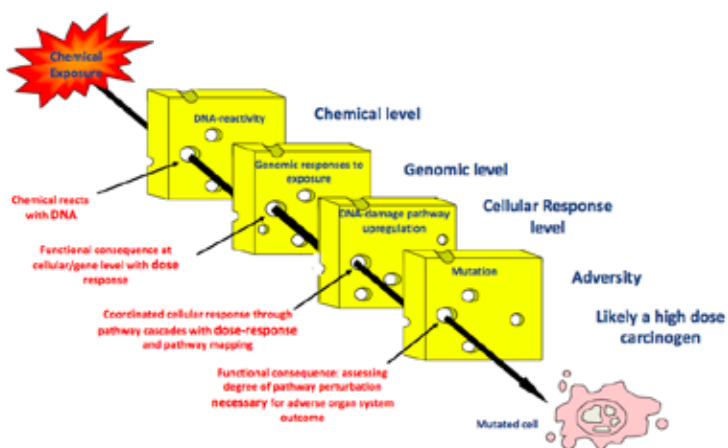 Chemical
Exposure
DNA-reactivity
Chemical level
Genomic responses to
exposure
Genomic level
Chemical reacts
with DNA
DNA-damage pathway
upregulation
Cellular Response
level
Functional consequence at
cellular/gene level with dose
response
Mutation
Adversity
Coordinated cellular response through
pathway cascades with dose-response
and pathway mapping
Likely a high dose
carcinogen
Functional consequence: assessing
degree of pathway perturbation
necessary for adverse organ system
outcome
Mutated cell